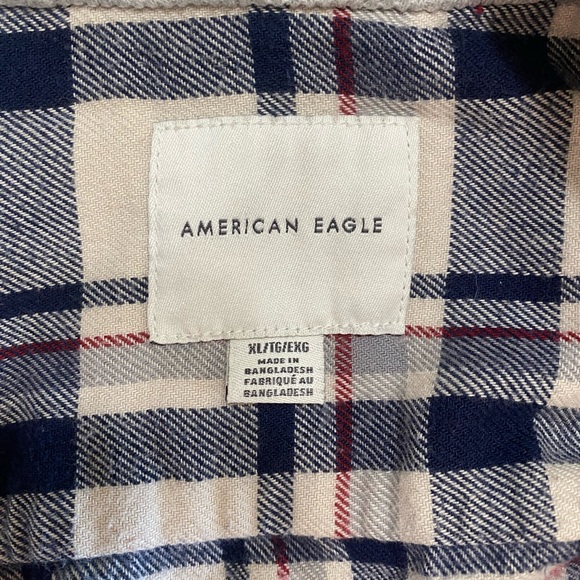 AMERICAN EAGLE
XL/TG/EXG
MADE IN
BANGLADESH
FABRIQUÉ AU
BANGLADESH